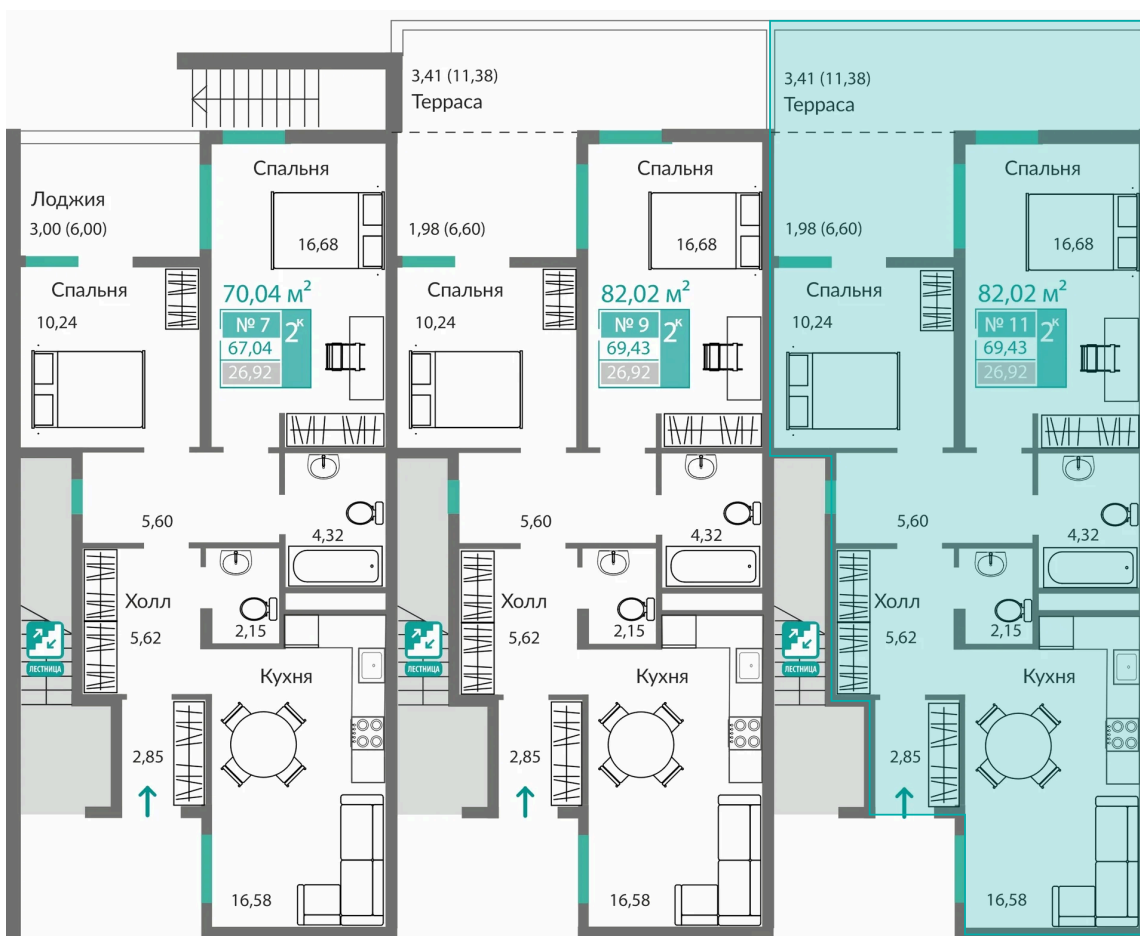 Лоджия
3,00 (6,00)
Спальня
16,68
Спальня
10,24
70,04 м²
№ 7
67,04
26,92
2к
5,60
4,32
Холл
5,62
2,15
ЛЕСТНИЦА
Кухня
2,85
16,58
3,41 (11,38)
Терраса
Спальня
16,68
1,98 (6,60)
Спальня
10,24
82,02 м²
№ 9
69,43
26,92
2к
5,60
4,32
Холл
5,62
2,15
ЛЕСТНИЦА
Кухня
2,85
16,58
3,41 (11,38)
Терраса
Спальня
16,68
1,98 (6,60)
Спальня
10,24
82,02 м²
№ 11
69,43
26,92
2к
5,60
4,32
Холл
5,62
2,15
ЛЕСТНИЦА
Кухня
2,85
16,58